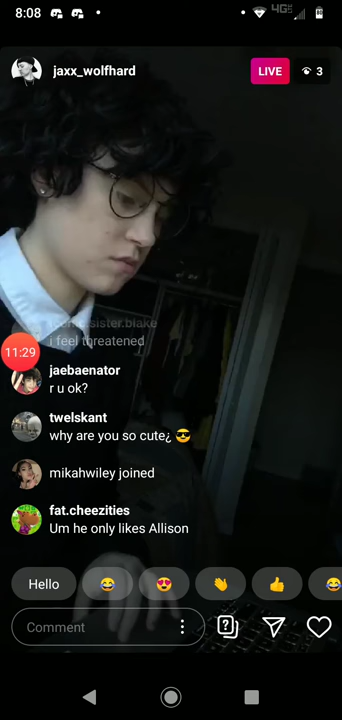 8:08
4G
jaxx_wolfhard
LIVE
3
i feel threatened
11:29
jaebaenator
r u ok?
twelskant
why are you so cute¿ 😎
mikahwiley joined
fat.cheezities
Um he only likes Allison
Hello
Comment